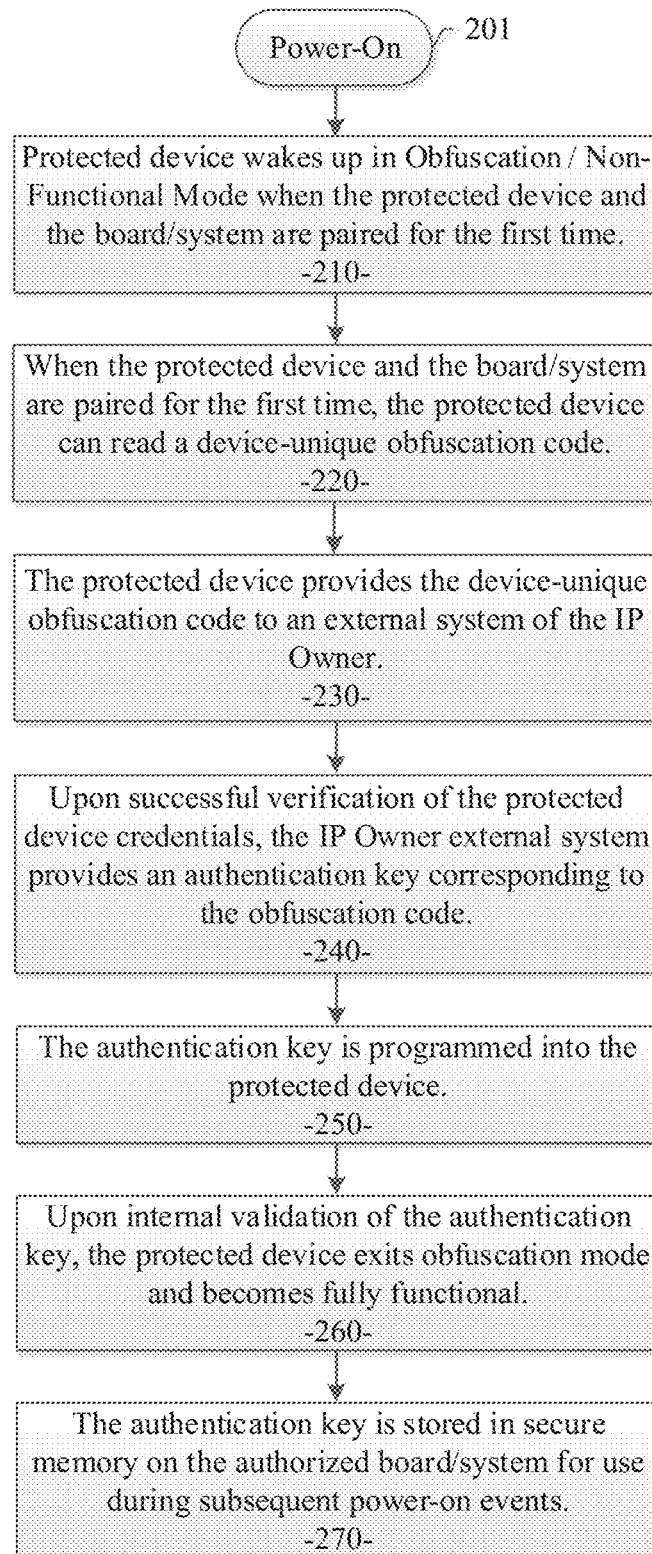 Power-On
201
Protected device wakes up in Obfuscation / Non-
Functional Mode when the protected device and
the board/system are paired for the first time.
-210-
When the protected device and the board/system
are paired for the first time, the protected device
can read a device-unique obfuscation code.
-220-
The protected device provides the device-unique
obfuscation code to an external system of the IP
Owner.
-230-
Upon successful verification of the protected
device credentials, the IP Owner external system
provides an authentication key corresponding to
the obfuscation code.
-240-
The authentication key is programmed into the
protected device.
-250-
Upon internal validation of the authentication
key, the protected device exits obfuscation mode
and becomes fully functional.
-260-
The authentication key is stored in secure
memory on the authorized board/system for use
during subsequent power-on events.
-270-